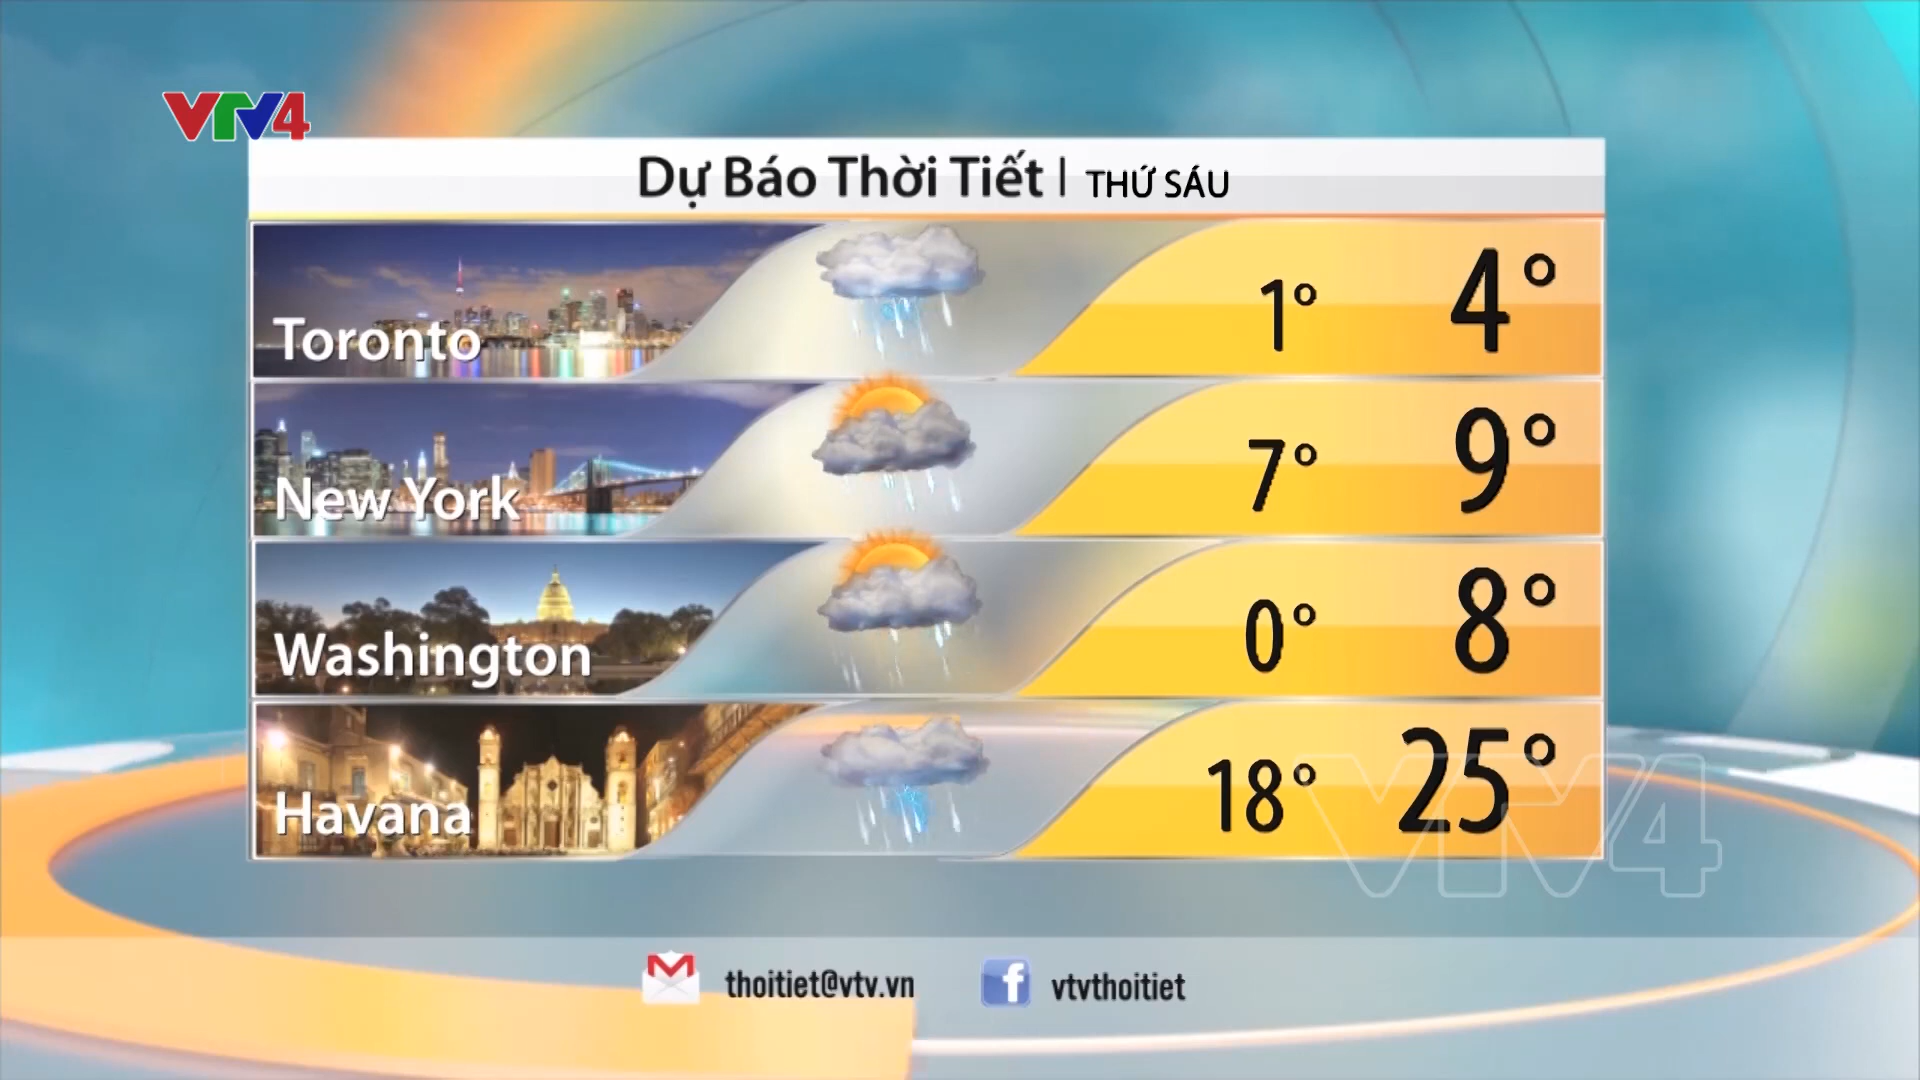 VTV4
Dự Báo Thời Tiết | THỨ SÁU
Toronto 1° 4°
New York 7° 9°
Washington 0° 8°
Havana 18° 25°
VTV4
thoitiet@vtv.vn vtvthoitiet